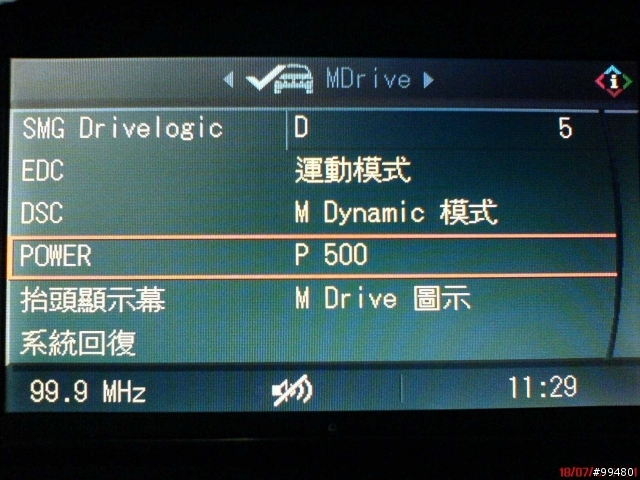 MDrive
SMG Drivelogic D 5
EDC 運動模式
DSC M Dynamic 模式
POWER P 500
抬頭顯示幕 M Drive 圖示
系統回復
99.9 MHz 11:29
18/07/#99480